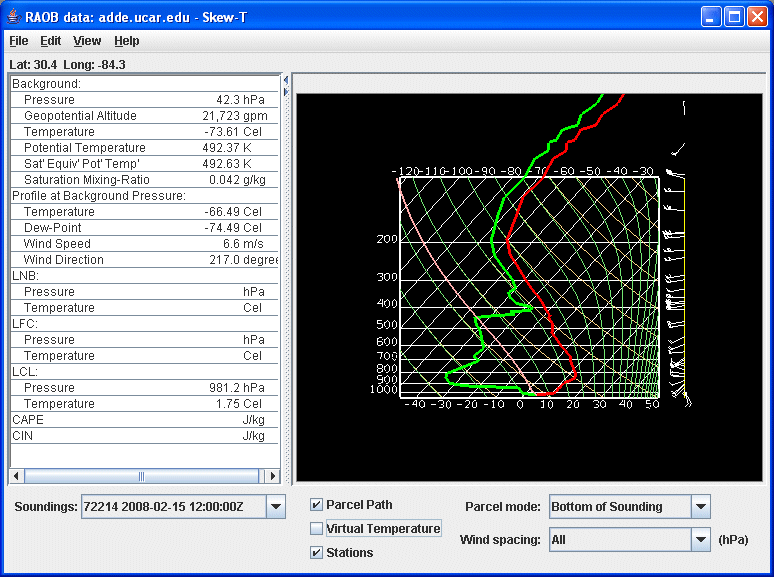 RAOB data: adde.ucar.edu - Skew-T
File Edit View Help
Lat: 30.4 Long: -84.3
Background:
Pressure 42.3 hPa
Geopotential Altitude 21,723 gpm
Temperature -73.61 Cel
Potential Temperature 492.37 K
Sat' Equiv' Pot' Temp' 492.63 K
Saturation Mixing-Ratio 0.042 g/kg
Profile at Background Pressure:
Temperature -66.49 Cel
Dew-Point -74.49 Cel
Wind Speed 6.6 m/s
Wind Direction 217.0 degree
LNB:
Pressure hPa
Temperature Cel
LFC:
Pressure hPa
Temperature Cel
LCL:
Pressure 981.2 hPa
Temperature 1.75 Cel
CAPE J/kg
CIN J/kg
-120 -110 -100 -90 -80 -70 -60 -50 -40 -30
200
300
400
500
600
700
800
900
1000
-40 -30 -20 -10 0 10 20 30 40 50
Soundings: 72214 2008-02-15 12:00:00Z
Parcel Path
Virtual Temperature
Stations
Parcel mode: Bottom of Sounding
Wind spacing: All (hPa)